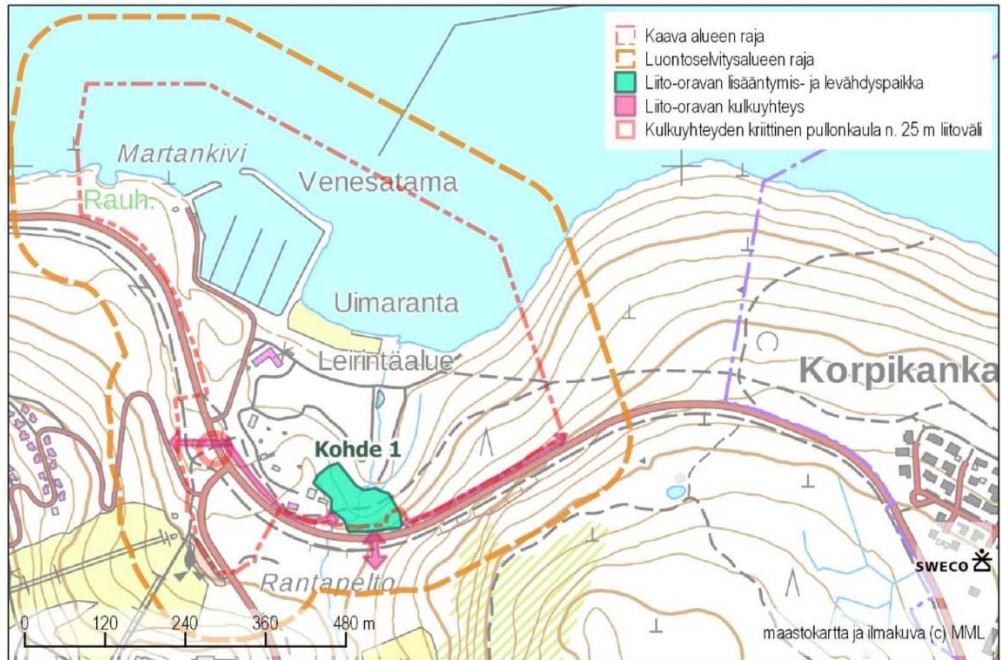 Kaava alueen raja
Luontoselvitysalueen raja
Liito-oravan lisääntymis- ja levähdyspaikka
Liito-oravan kulkuyhteys
Kulkuyhteyden kriittinen pullonkaula n. 25 m liitoväli
Martankivi
Venesatama
Rauh.
Uimaranta
Leirintäalue
Korpikanka
Kohde 1
Rantapelto
SWECO
0 120 240 360 480 m
maastokartta ja ilmakuva (c) MML